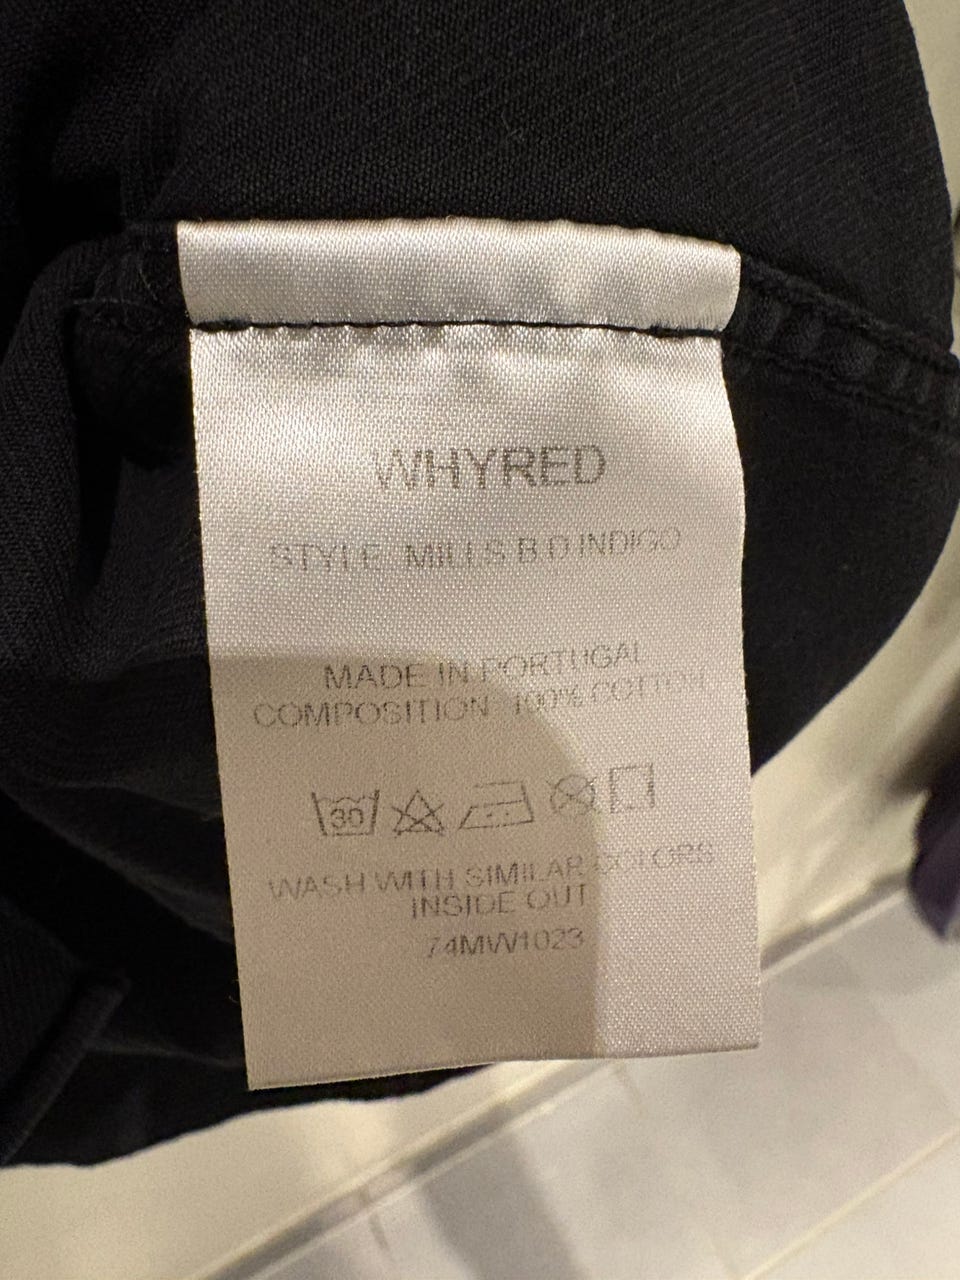 WHYRED
STYLE MILLS B.D INDIGO
MADE IN PORTUGAL
COMPOSITION 100% COTTON
30
WASH WITH SIMILAR COLORS
INSIDE OUT
74MW1023